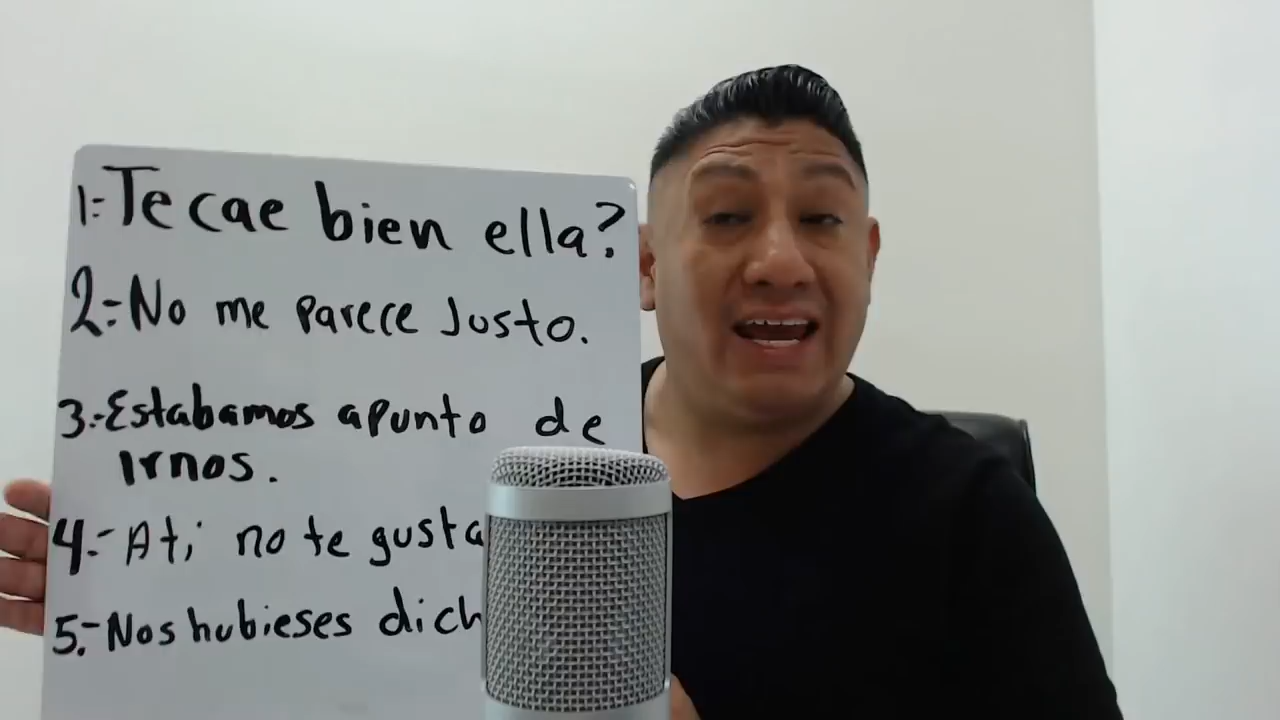 1:Te cae bien ella?
2:-No me parece Justo.
3.-Estabamos apunto de
irnos.
4.-A ti no te gusta
5:-Nos hubieses dich